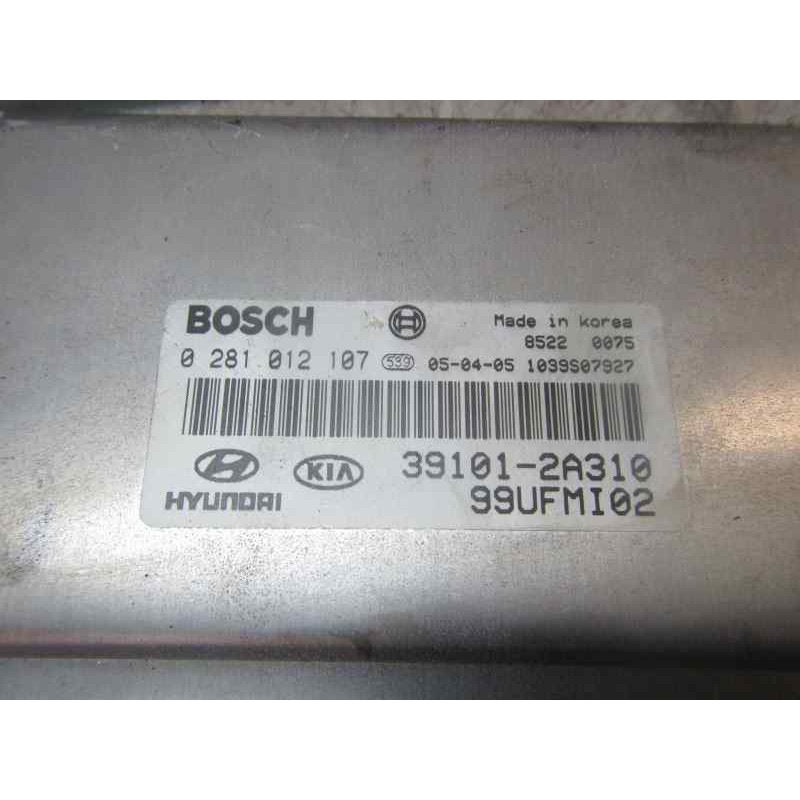 BOSCH
Made in Korea
8522 0075
0 281 012 107 539 05-04-05 1039S07927
KIA 39101-2A310
HYUNDAI 99UFMI02